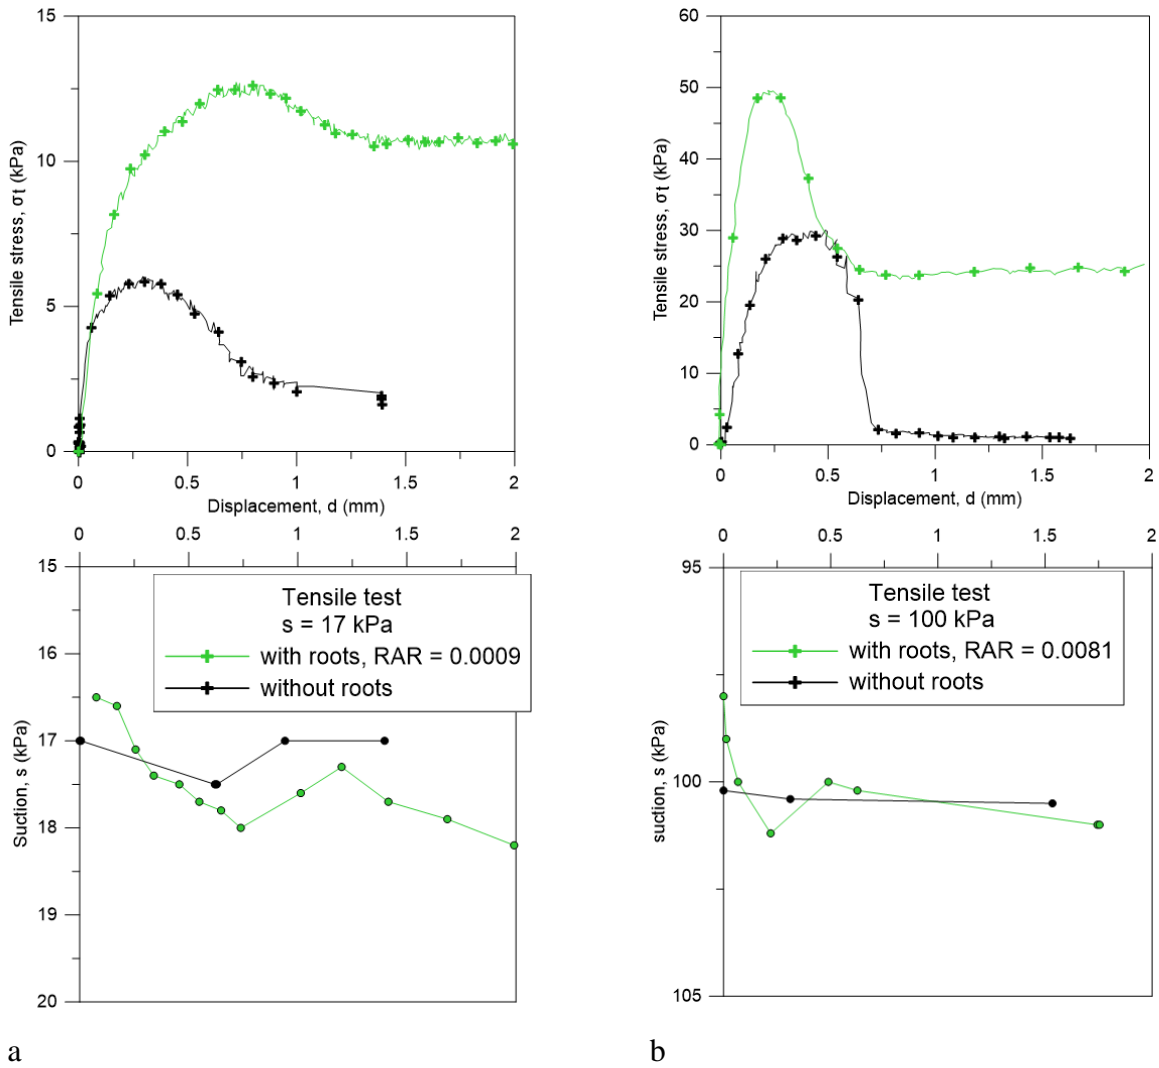 15
10
5
0
Tensile stress, σt (kPa)
0 0.5 1 1.5 2
Displacement, d (mm)
0 0.5 1 1.5 2
15
16
17
18
19
20
Suction, s (kPa)
Tensile test
s = 17 kPa
with roots, RAR = 0.0009
without roots
a
60
50
40
30
20
10
0
Tensile stress, σt (kPa)
0 0.5 1 1.5 2
Displacement, d (mm)
0 0.5 1 1.5 2
95
100
105
suction, s (kPa)
Tensile test
s = 100 kPa
with roots, RAR = 0.0081
without roots
b